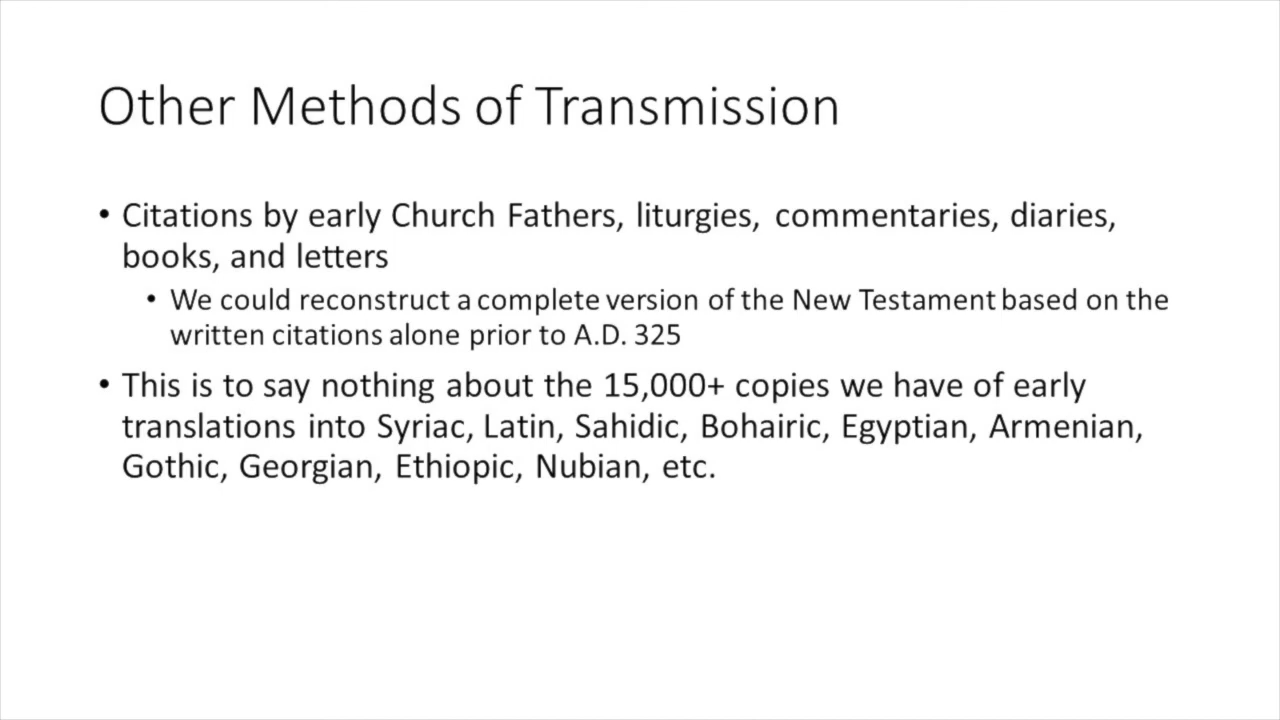 Other Methods of Transmission
• Citations by early Church Fathers, liturgies, commentaries, diaries,
books, and letters
• We could reconstruct a complete version of the New Testament based on the
written citations alone prior to A.D. 325
• This is to say nothing about the 15,000+ copies we have of early
translations into Syriac, Latin, Sahidic, Bohairic, Egyptian, Armenian,
Gothic, Georgian, Ethiopic, Nubian, etc.